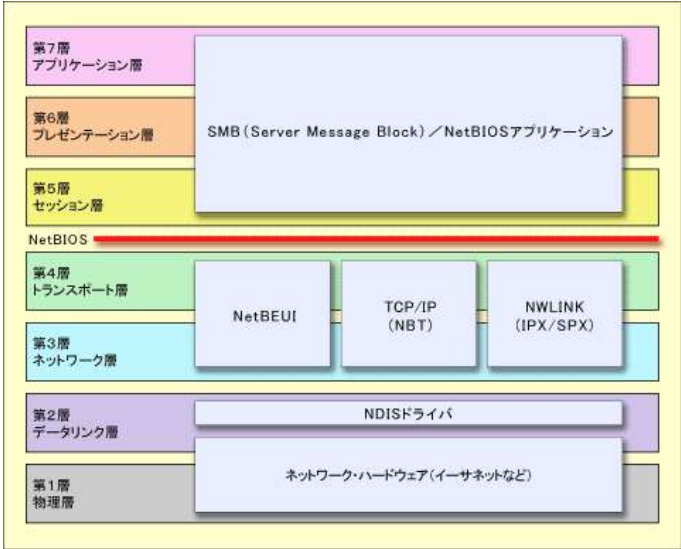 第7層
アプリケーション層
第6層
プレゼンテーション層
SMB(Server Message Block)/NetBIOSアプリケーション
第5層
セッション層
NetBIOS
第4層
トランスポート層
NetBEUI
TCP/IP
(NBT)
NWLINK
(IPX/SPX)
第3層
ネットワーク層
第2層
データリンク層
NDISドライバ
ネットワーク・ハードウェア(イーサネットなど)
第1層
物理層